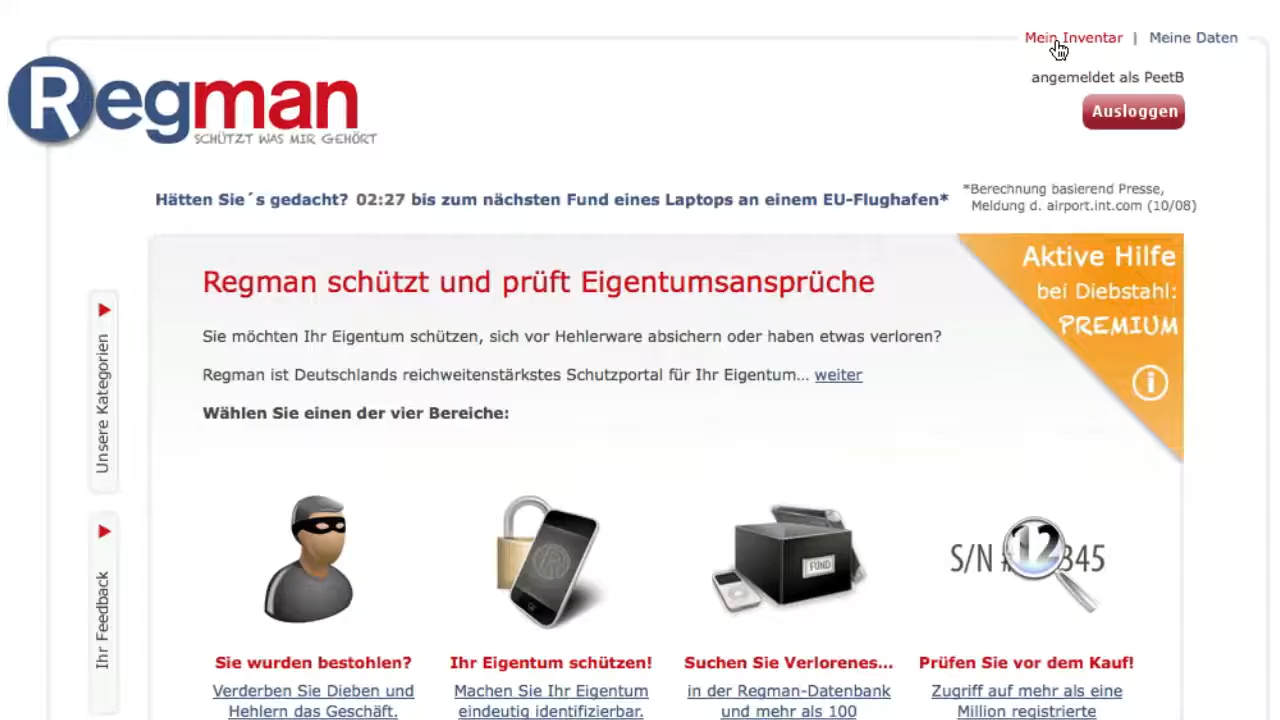 Mein Inventar | Meine Daten
angemeldet als PeetB
Ausloggen
Regman
SCHÜTZT WAS MIR GEHÖRT
Hätten Sie´s gedacht? 02:27 bis zum nächsten Fund eines Laptops an einem EU-Flughafen*
*Berechnung basierend Presse,
Meldung d. airport.int.com (10/08)
Aktive Hilfe
bei Diebstahl:
PREMIUM
i
Regman schützt und prüft Eigentumsansprüche
Sie möchten Ihr Eigentum schützen, sich vor Hehlerware absichern oder haben etwas verloren?
Regman ist Deutschlands reichweitenstärkstes Schutzportal für Ihr Eigentum... weiter
Wählen Sie einen der vier Bereiche:
Unsere Kategorien
Ihr Feedback
FUND
S/N # 12345
Sie wurden bestohlen?
Verderben Sie Dieben und
Hehlern das Geschäft.
Ihr Eigentum schützen!
Machen Sie Ihr Eigentum
eindeutig identifizierbar.
Suchen Sie Verlorenes...
in der Regman-Datenbank
und mehr als 100
Prüfen Sie vor dem Kauf!
Zugriff auf mehr als eine
Million registrierte